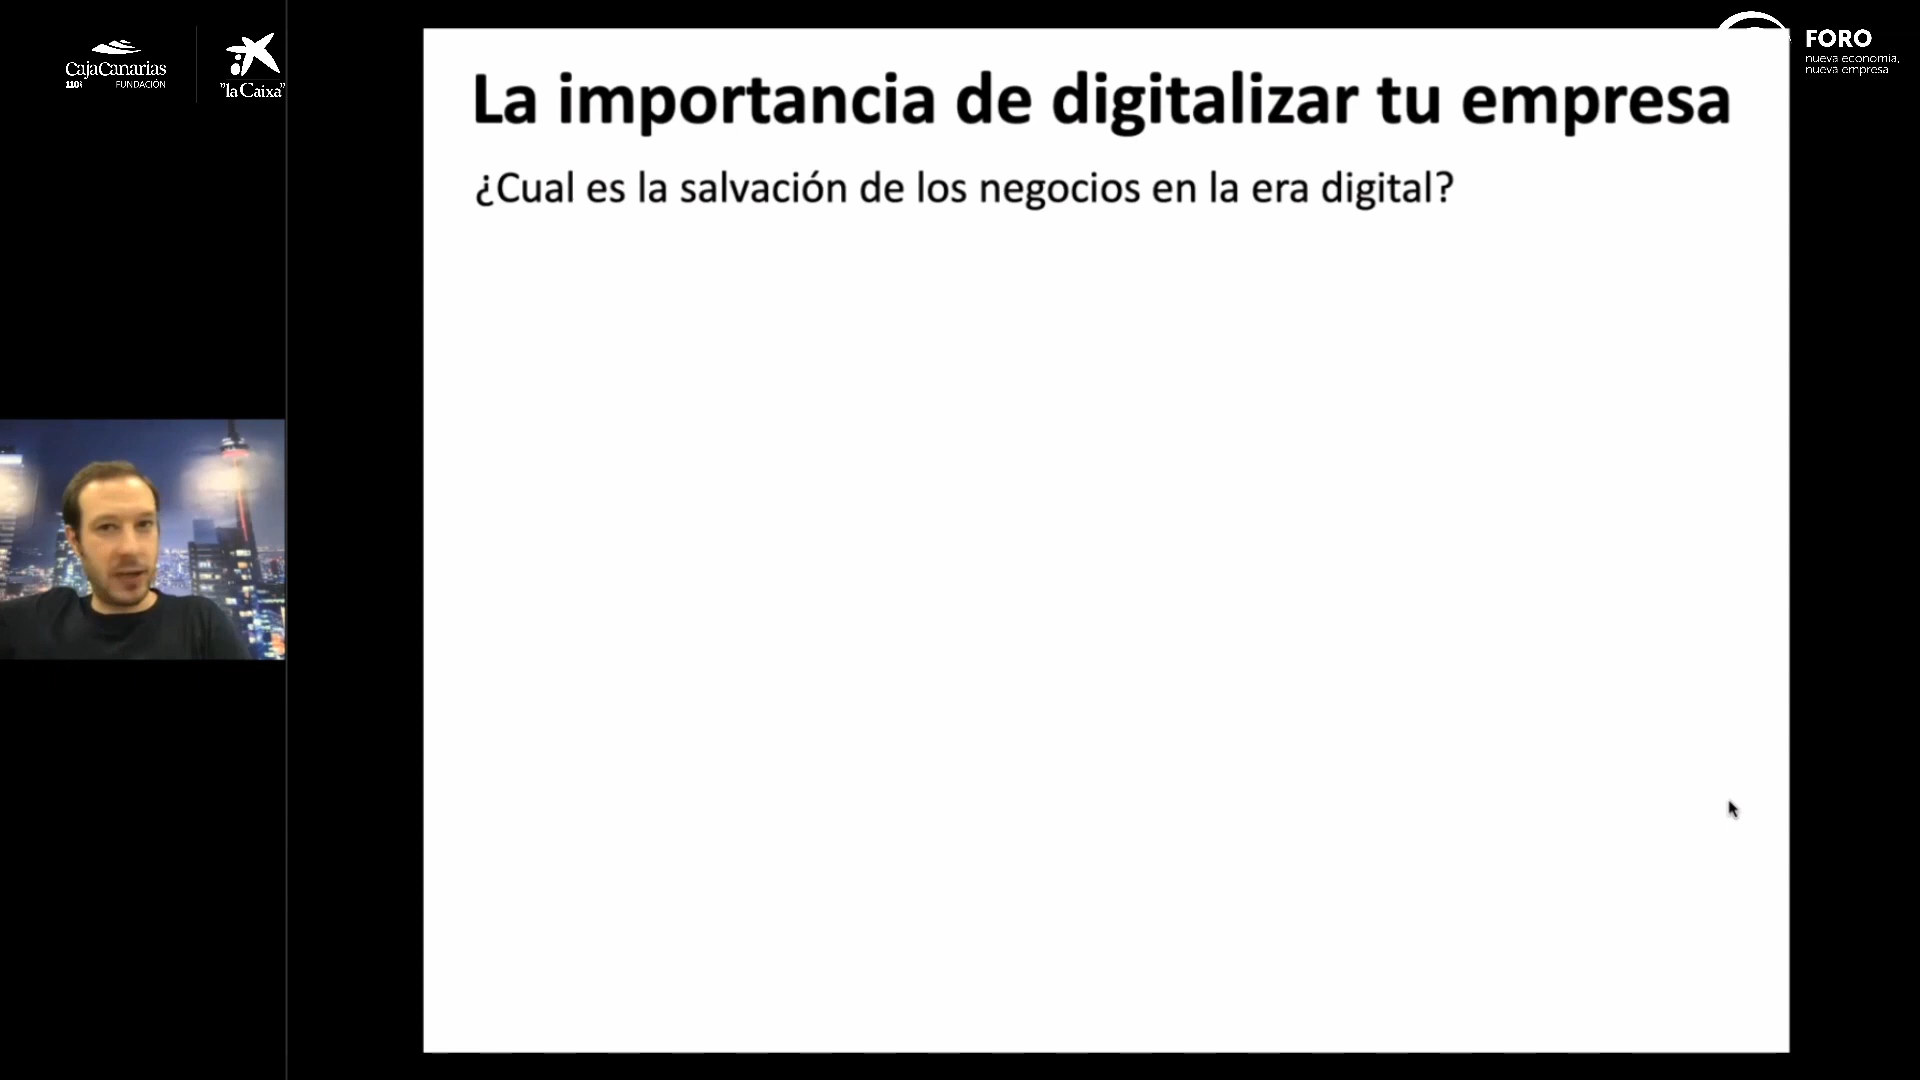 CajaCanarias
FUNDACIÓN
"la Caixa"
FORO
nueva economía,
nueva empresa
La importancia de digitalizar tu empresa
¿Cual es la salvación de los negocios en la era digital?